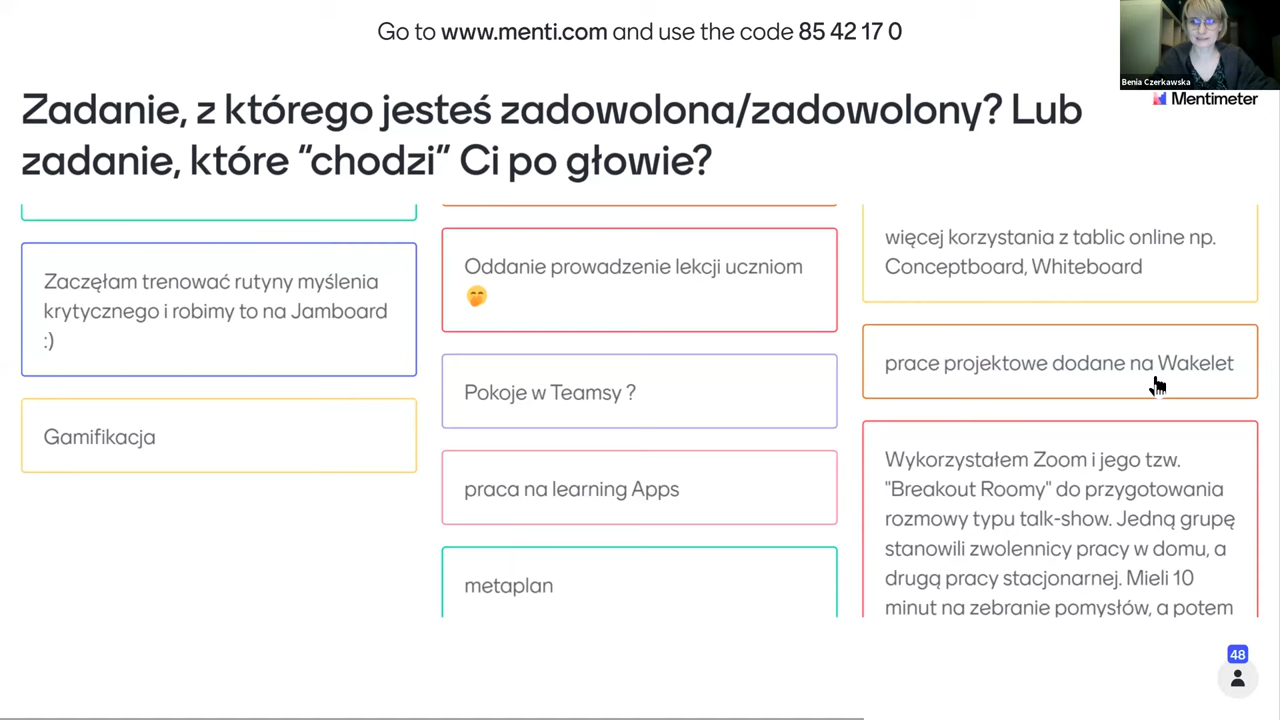 Go to www.menti.com and use the code 85 42 17 0
Benia Czerkawska
Mentimeter
Zadanie, z którego jesteś zadowolona/zadowolony? Lub
zadanie, które ”chodzi” Ci po głowie?
Zaczęłam trenować rutyny myślenia
krytycznego i robimy to na Jamboard
:)
Gamifikacja
Oddanie prowadzenie lekcji uczniom
🤭
Pokoje w Teamsy ?
praca na learning Apps
metaplan
więcej korzystania z tablic online np.
Conceptboard, Whiteboard
prace projektowe dodane na Wakelet
Wykorzystałem Zoom i jego tzw.
"Breakout Roomy" do przygotowania
rozmowy typu talk-show. Jedną grupę
stanowili zwolennicy pracy w domu, a
drugą pracy stacjonarnej. Mieli 10
minut na zebranie pomysłów, a potem
48